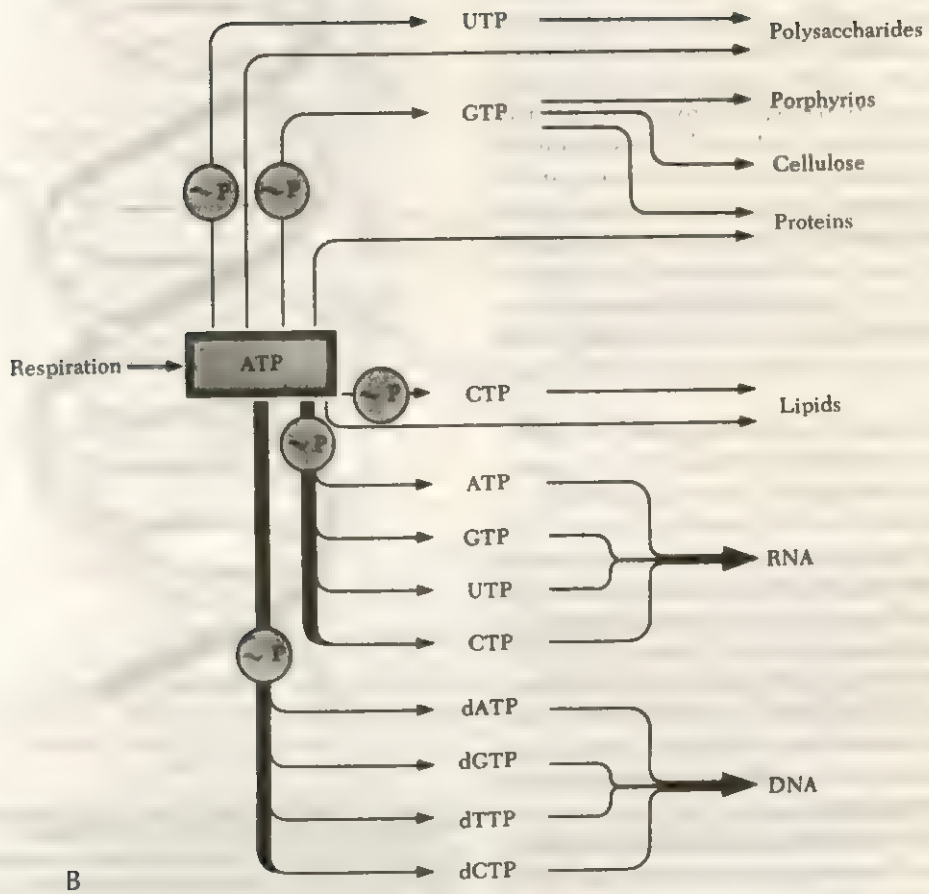 UTP
Polysaccharides
GTP
Porphyrins
Cellulose
~ P
~ P
Proteins
Respiration
ATP
~ P
CTP
Lipids
~ P
ATP
GTP
RNA
UTP
CTP
~ P
dATP
dGTP
DNA
dTTP
dCTP
B